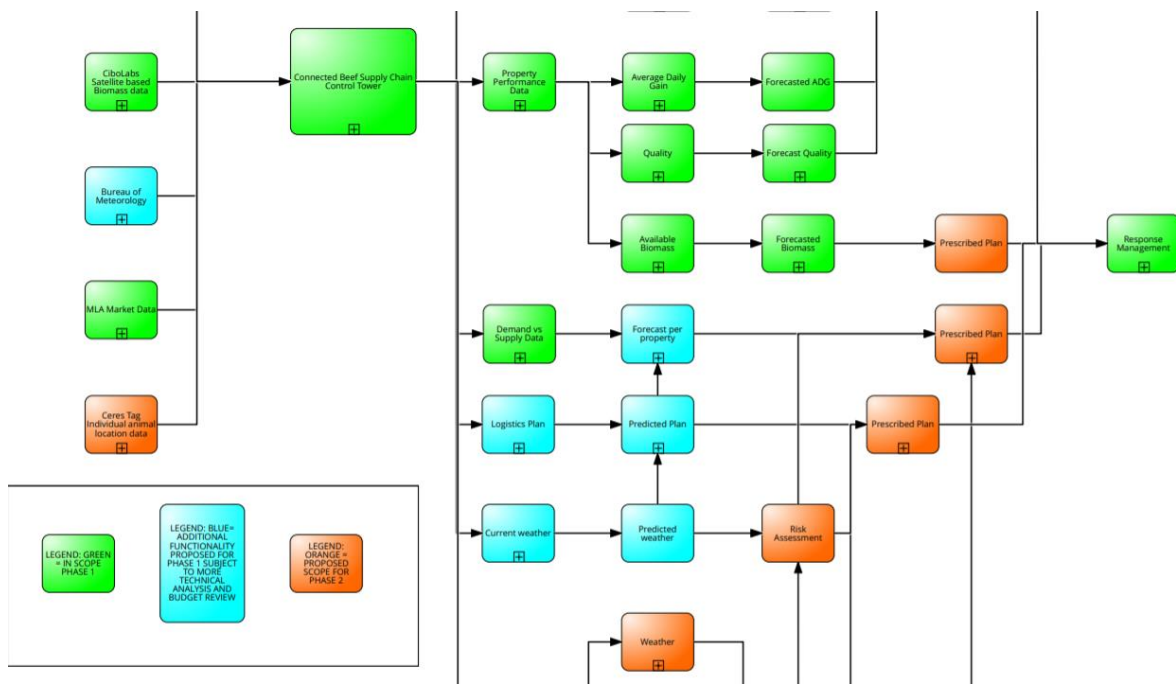 CiboLabs
Satellite based
Biomass data
Connected Beef Supply Chain
Control Tower
Property
Performance
Data
Average Daily
Gain
Forecasted ADG
Quality
Forecast Quality
Bureau of
Meteorology
Available
Biomass
Forecasted
Biomass
Prescribed Plan
Response
Management
MLA Market Data
Demand vs
Supply Data
Forecast per
property
Prescribed Plan
Ceres Tag
Individual animal
location data
Logistics Plan
Predicted Plan
Prescribed Plan
Current weather
Predicted
weather
Risk
Assessment
LEGEND: GREEN
= IN SCOPE
PHASE 1
LEGEND: BLUE=
ADDITIONAL
FUNCTIONALITY
PROPOSED FOR
PHASE 1 SUBJECT
TO MORE
TECHNICAL
ANALYSIS AND
BUDGET REVIEW
LEGEND:
ORANGE =
PROPOSED
SCOPE FOR
PHASE 2
Weather